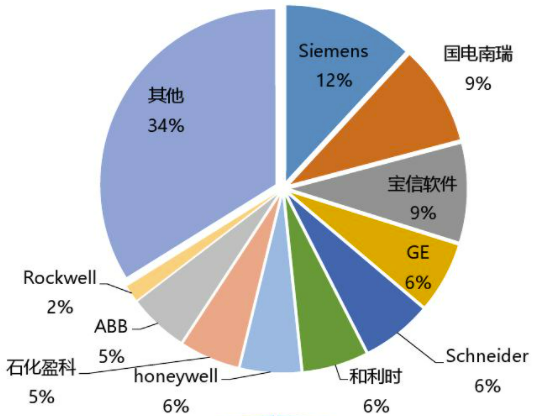 Siemens
12%
国电南瑞
9%
宝信软件
9%
GE
6%
Schneider
6%
和利时
6%
honeywell
6%
石化盈科
5%
ABB
5%
Rockwell
2%
其他
34%